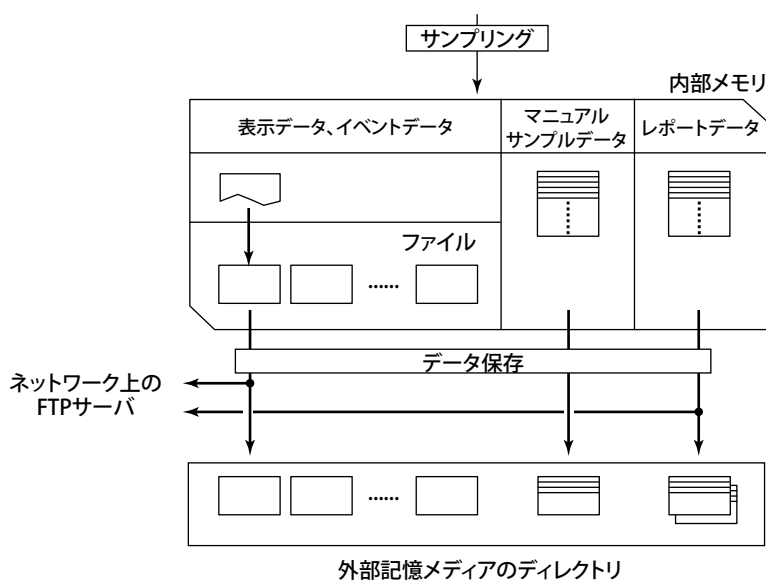 サンプリング
内部メモリ
表示データ、イベントデータ
マニュアル
サンプルデータ
レポートデータ
ファイル
......
データ保存
ネットワーク上の
FTPサーバ
......
外部記憶メディアのディレクトリ